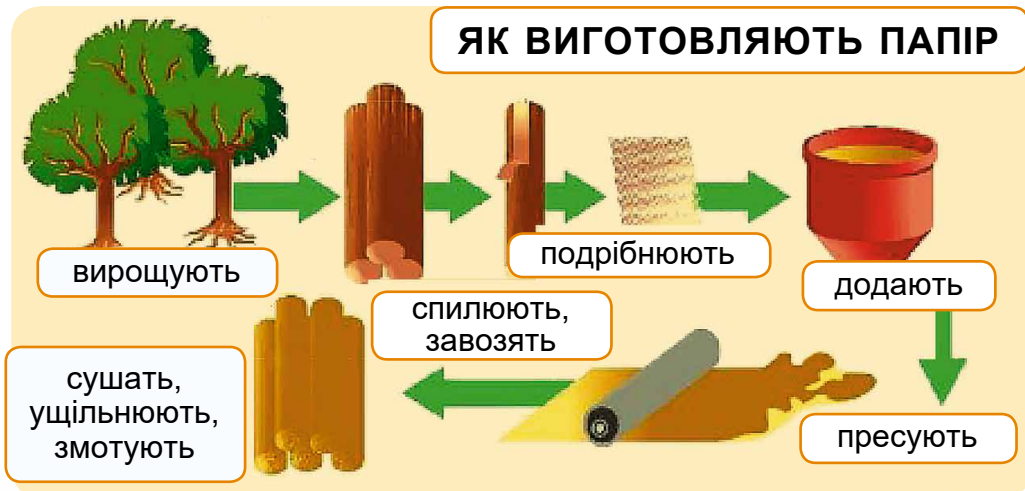 ЯК ВИГОТОВЛЯЮТЬ ПАПІР
вирощують
подрібнюють
додають
спилюють,
завозять
сушать,
ущільнюють,
змотують
пресують